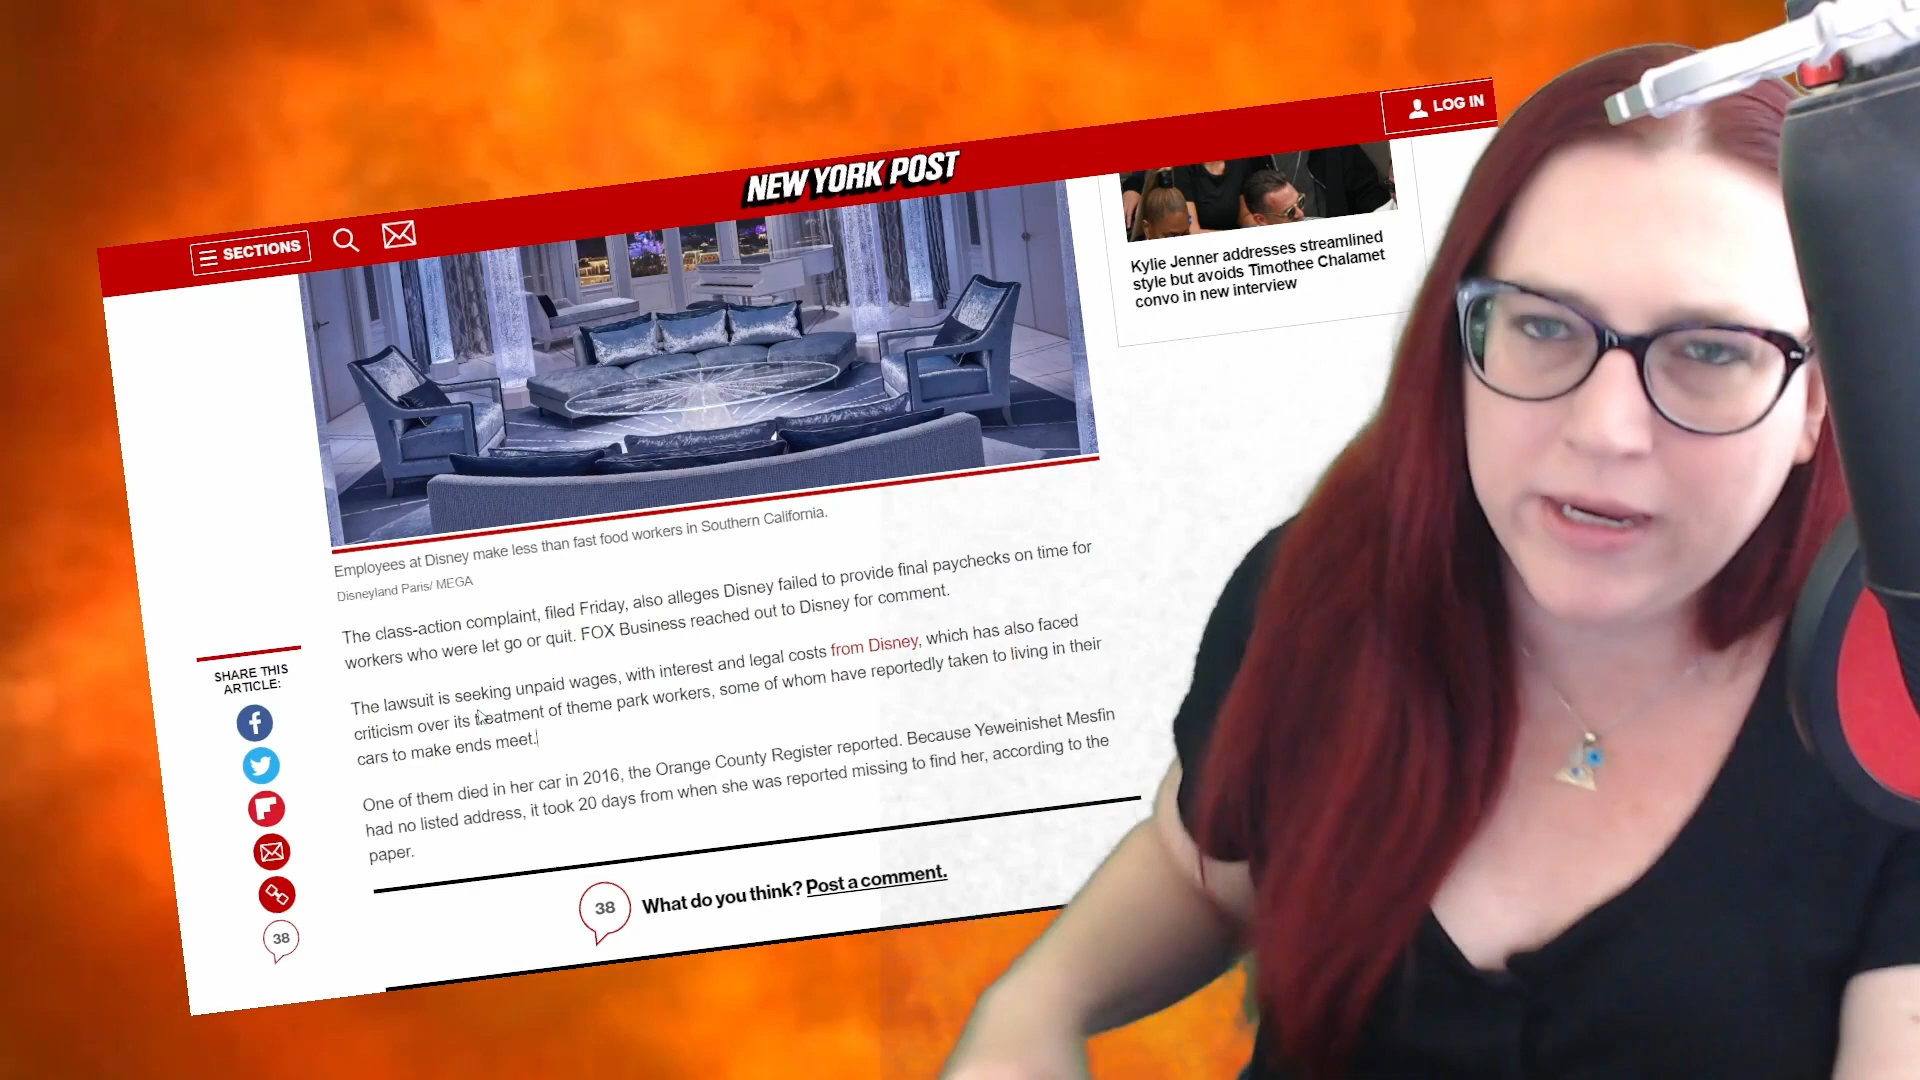 LOG IN
NEW YORK POST
SECTIONS
Kylie Jenner addresses streamlined
style but avoids Timothee Chalamet
convo in new interview
Employees at Disney make less than fast food workers in Southern California.
Disneyland Paris/ MEGA
The class-action complaint, filed Friday, also alleges Disney failed to provide final paychecks on time for
workers who were let go or quit. FOX Business reached out to Disney for comment.
The lawsuit is seeking unpaid wages, with interest and legal costs from Disney, which has also faced
criticism over its treatment of theme park workers, some of whom have reportedly taken to living in their
cars to make ends meet.
One of them died in her car in 2016, the Orange County Register reported. Because Yeweinishet Mesfin
had no listed address, it took 20 days from when she was reported missing to find her, according to the
paper.
SHARE THIS
ARTICLE:
38
38 What do you think? Post a comment.